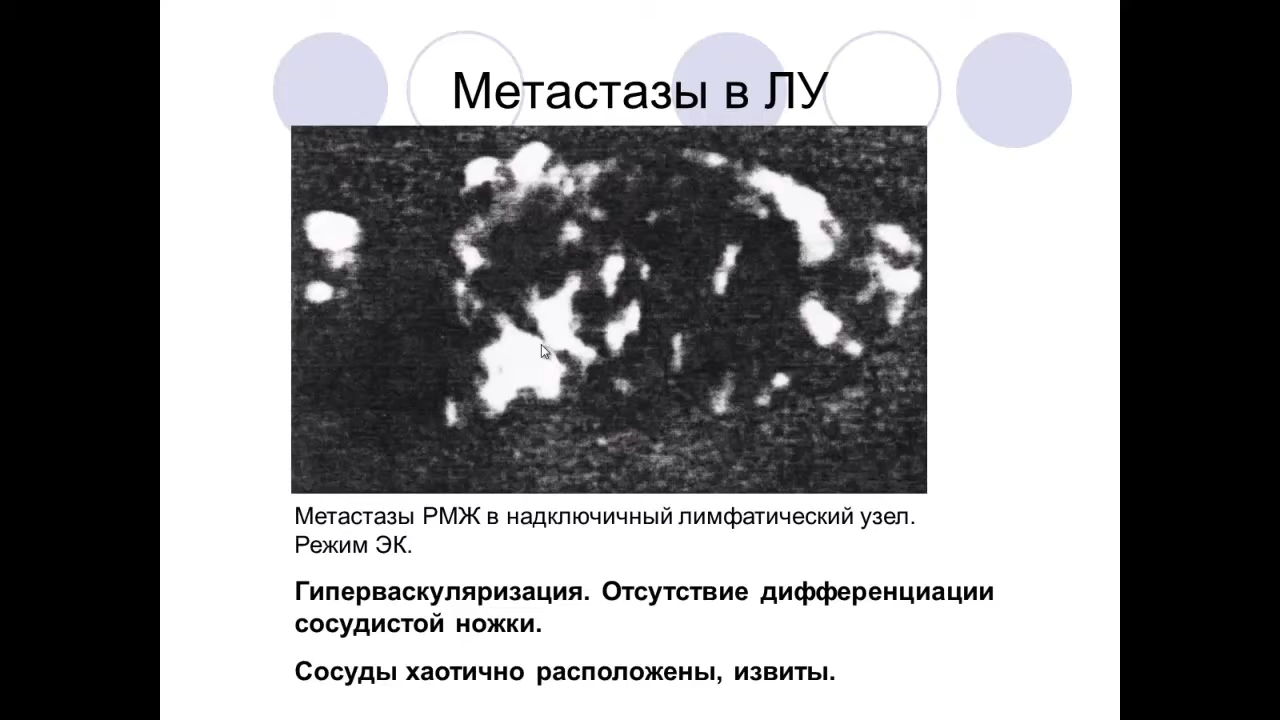 Метастазы в ЛУ
Метастазы РМЖ в надключичный лимфатический узел.
Режим ЭК.
Гиперваскуляризация. Отсутствие дифференциации
сосудистой ножки.
Сосуды хаотично расположены, извиты.